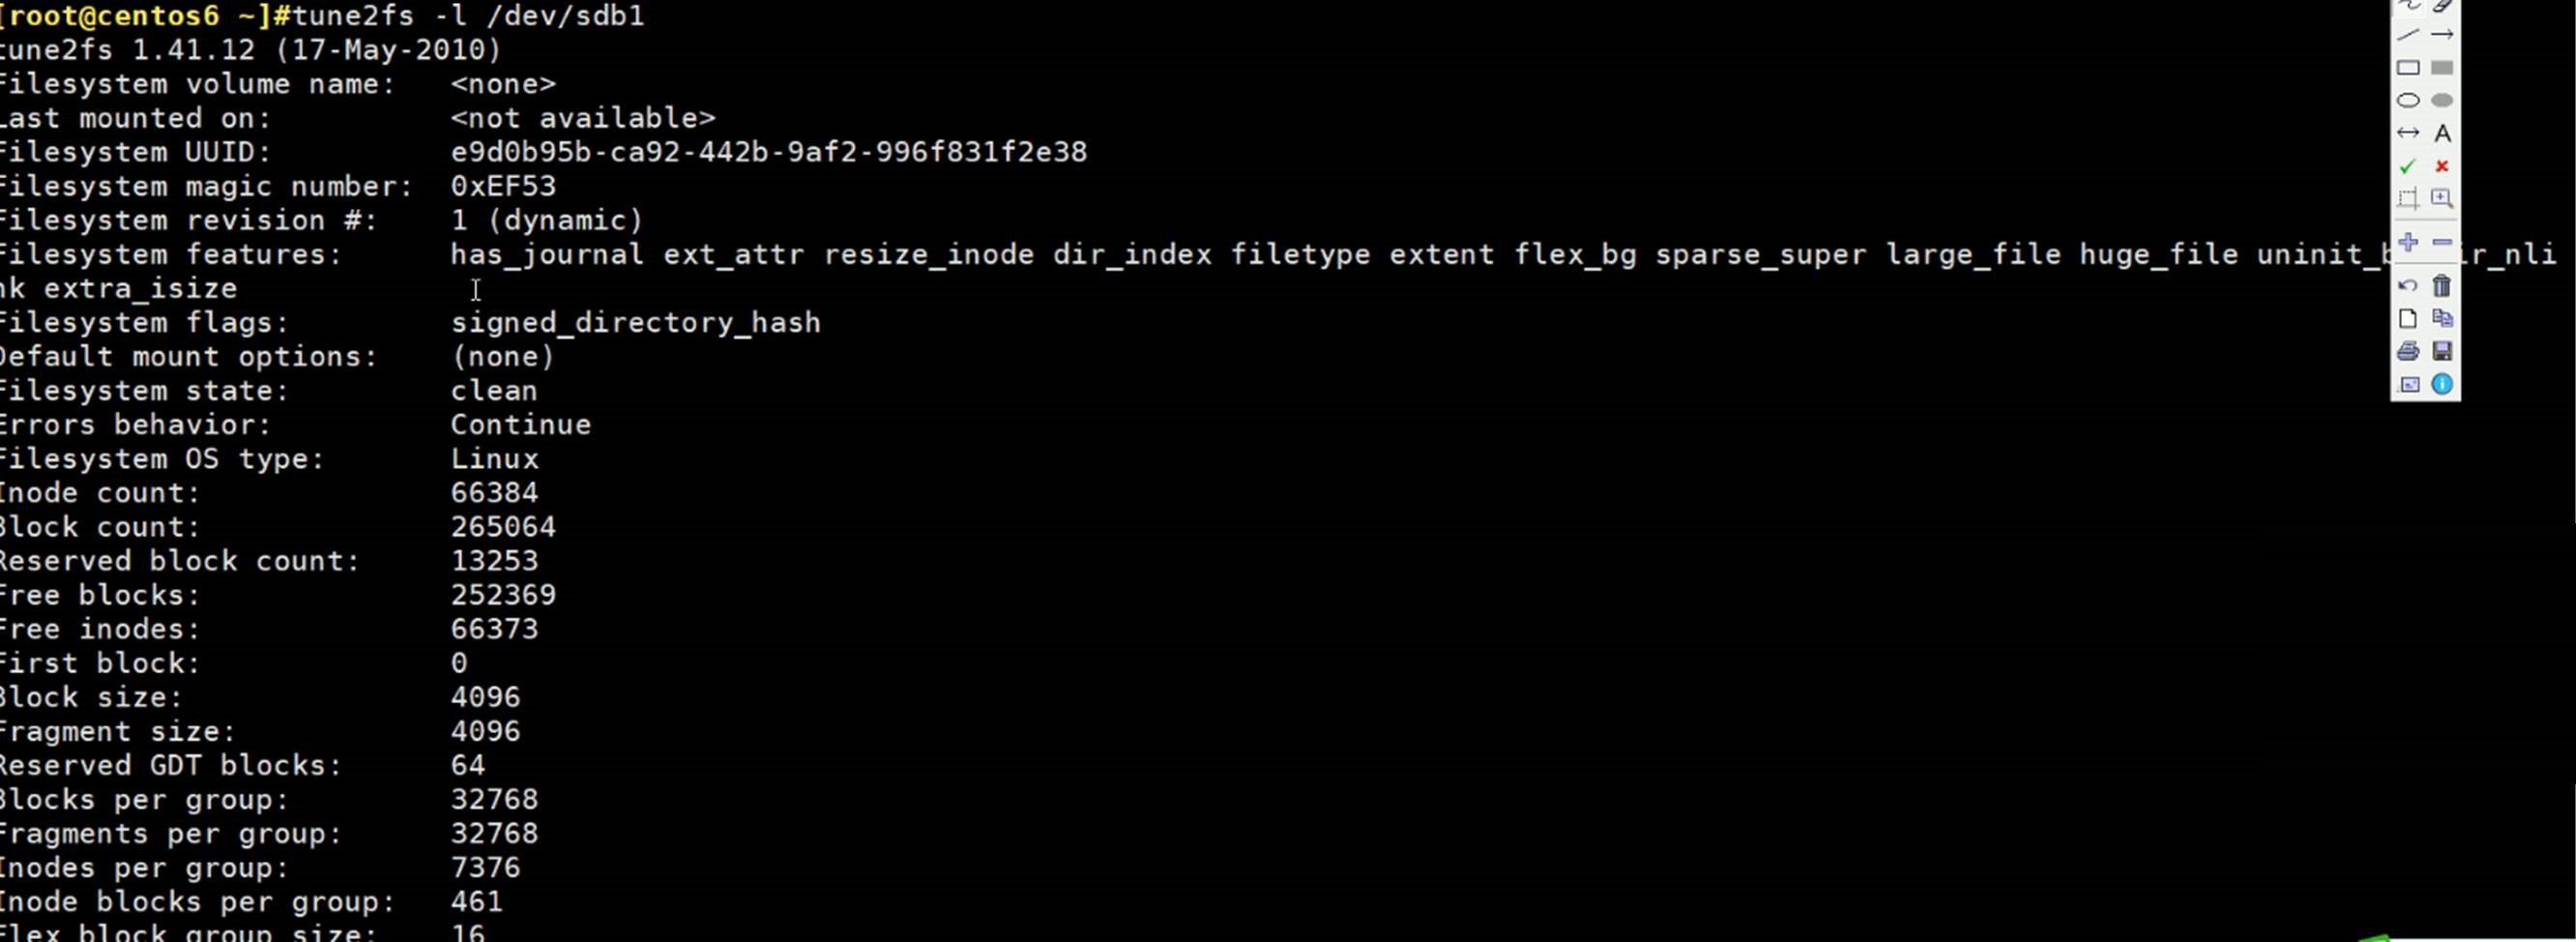 [root@centos6 ~]#tune2fs -l /dev/sdb1
tune2fs 1.41.12 (17-May-2010)
Filesystem volume name:   <none>
Last mounted on:          <not available>
Filesystem UUID:          e9d0b95b-ca92-442b-9af2-996f831f2e38
Filesystem magic number:  0xEF53
Filesystem revision #:    1 (dynamic)
Filesystem features:      has_journal ext_attr resize_inode dir_index filetype extent flex_bg sparse_super large_file huge_file uninit_b ir_nli
nk extra_isize
Filesystem flags:         signed_directory_hash
Default mount options:    (none)
Filesystem state:         clean
Errors behavior:          Continue
Filesystem OS type:       Linux
Inode count:              66384
Block count:              265064
Reserved block count:     13253
Free blocks:              252369
Free inodes:              66373
First block:              0
Block size:               4096
Fragment size:            4096
Reserved GDT blocks:      64
Blocks per group:         32768
Fragments per group:      32768
Inodes per group:         7376
Inode blocks per group:   461
Flex block group size:    16
A